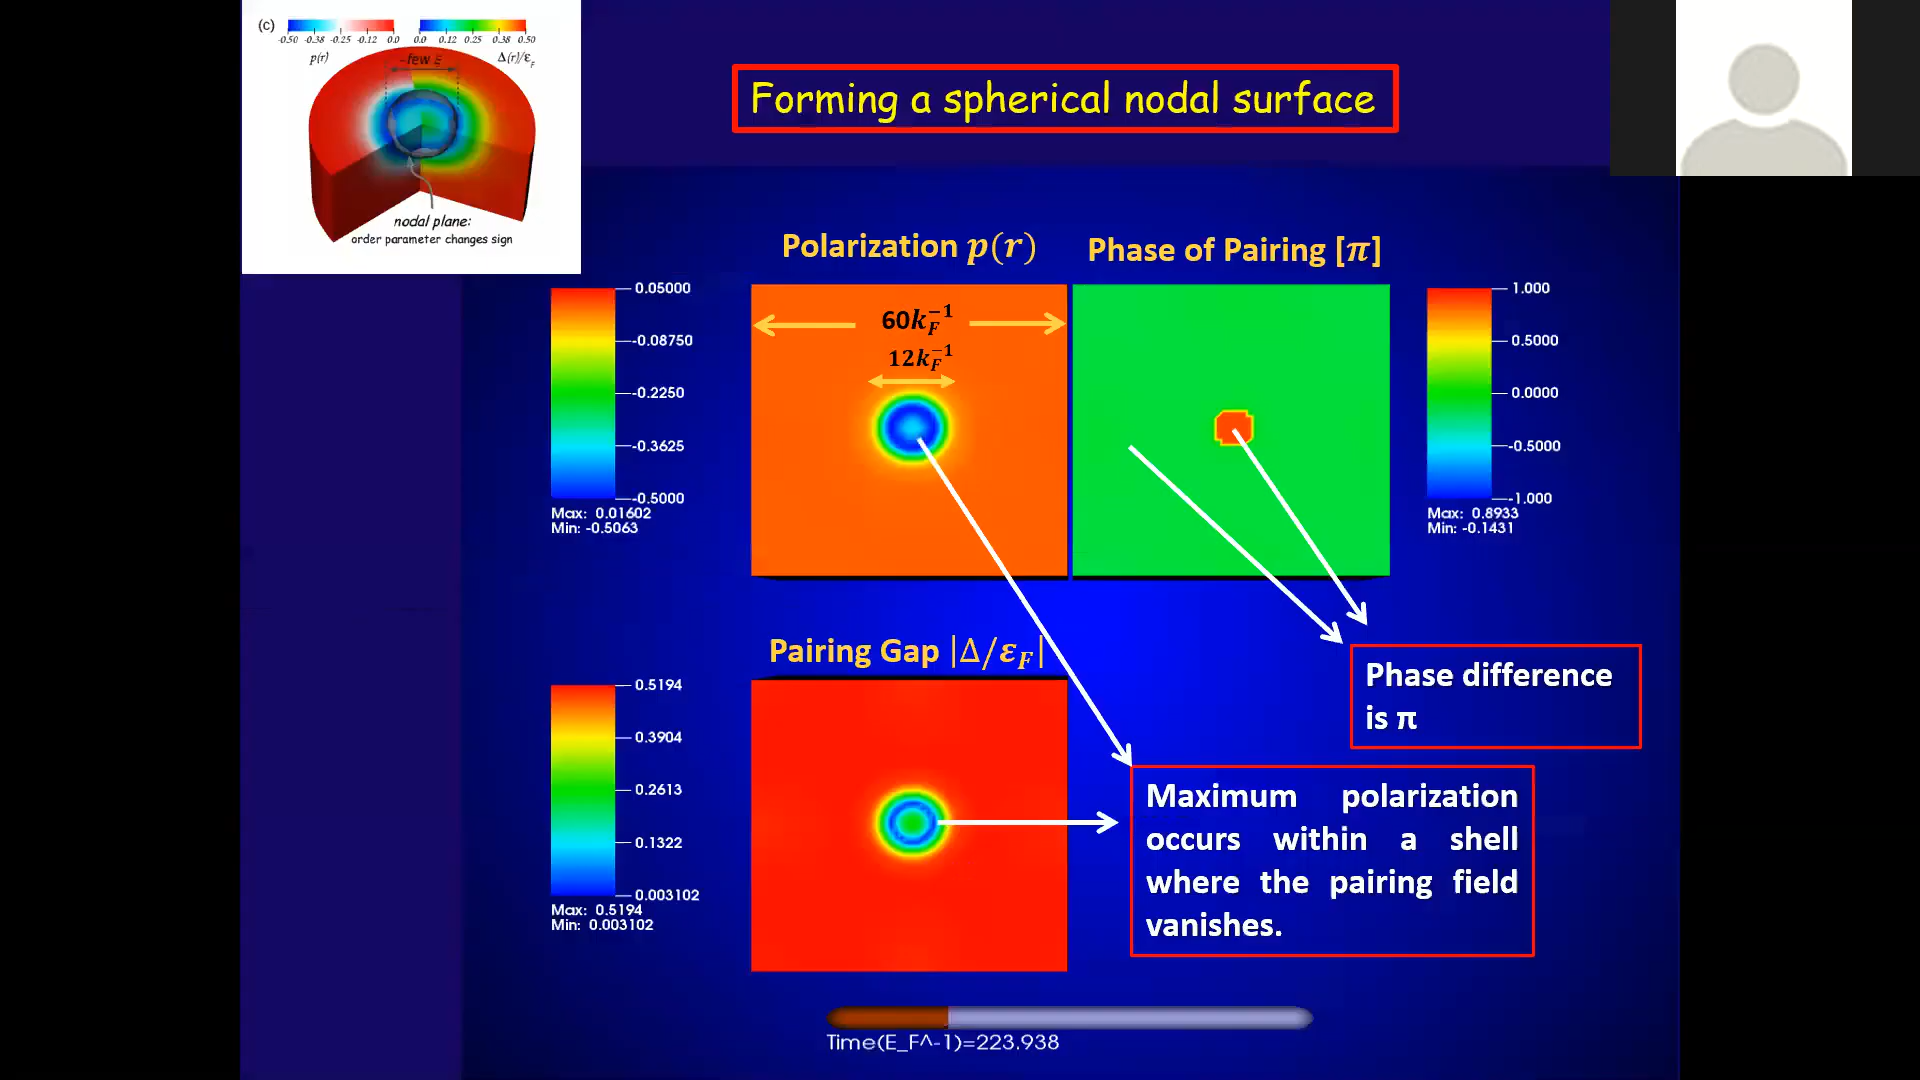 (c)
-0.50 -0.38 -0.25 -0.12 0.0
0.0 0.12 0.25 0.38 0.50
p(r)
~few ξ
Δ(r)/ε_F
nodal plane:
order parameter changes sign
Forming a spherical nodal surface
Polarization p(r)
Phase of Pairing [π]
0.05000
-0.08750
-0.2250
-0.3625
-0.5000
Max: 0.01602
Min: -0.5063
60k_F^{-1}
12k_F^{-1}
1.000
0.5000
0.0000
-0.5000
-1.000
Max: 0.8933
Min: -0.1431
Phase difference
is π
Pairing Gap |Δ/ε_F|
0.5194
0.3904
0.2613
0.1322
0.003102
Max: 0.5194
Min: 0.003102
Maximum polarization
occurs within a shell
where the pairing field
vanishes.
Time(E_F^-1)=223.938